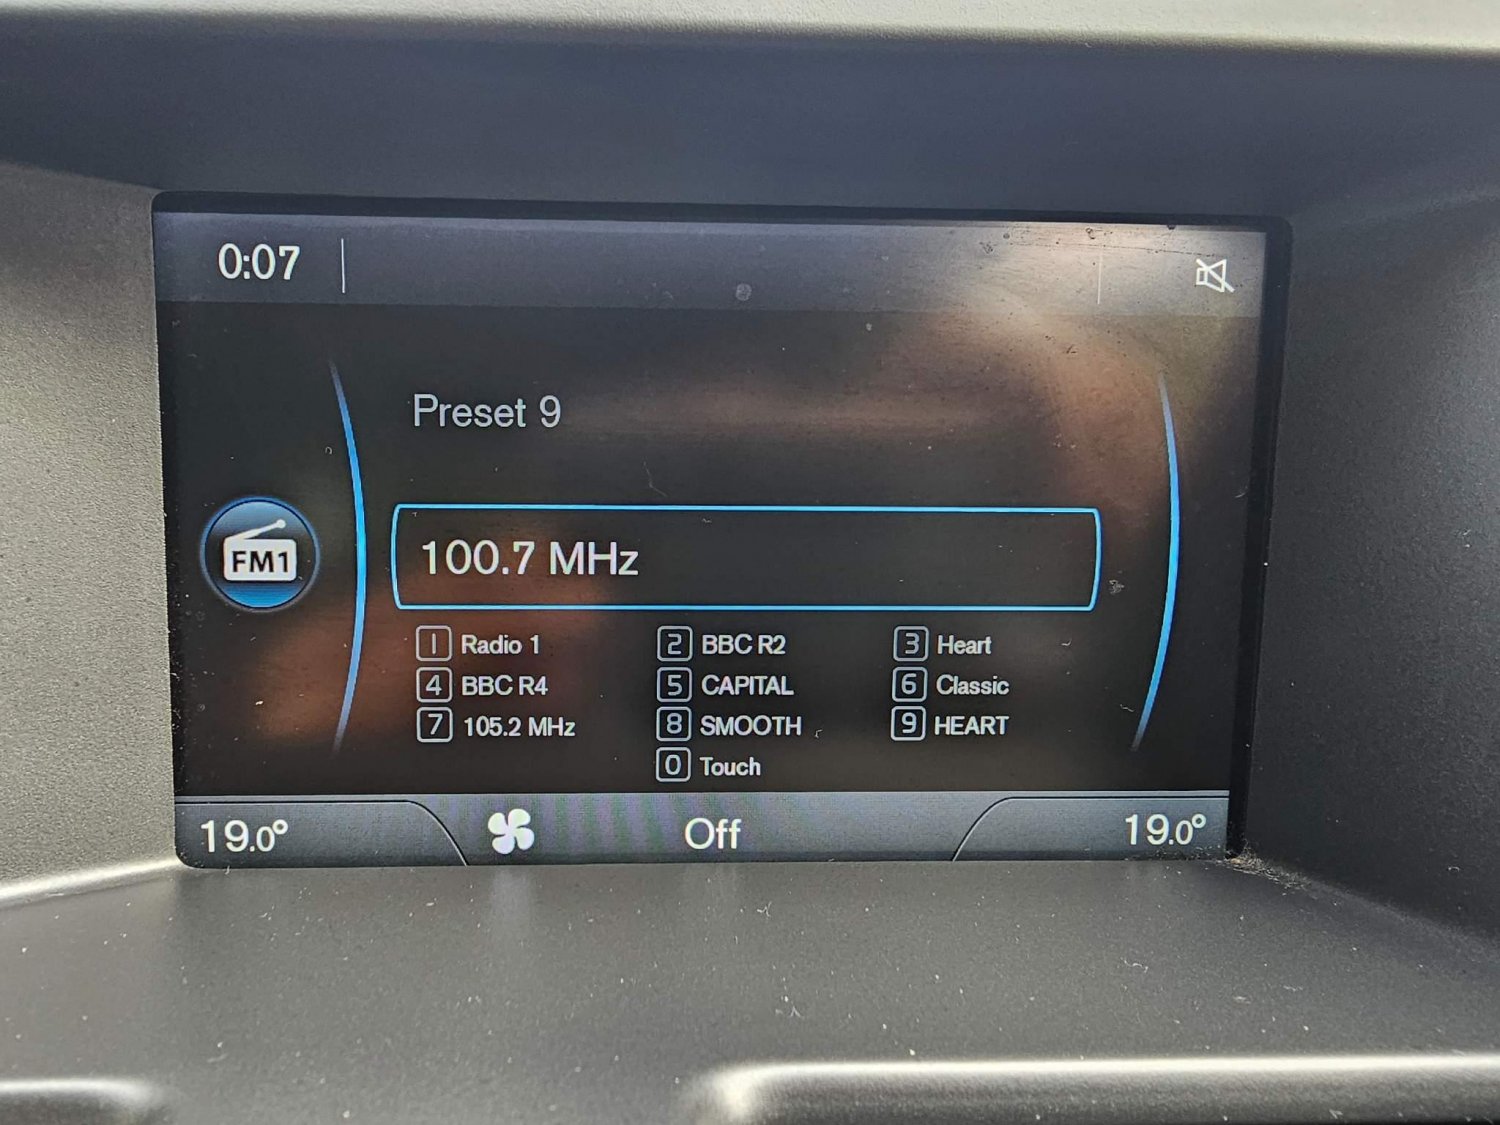 0:07
Preset 9
FM1
100.7 MHz
1 Radio 1 2 BBC R2 3 Heart
4 BBC R4 5 CAPITAL 6 Classic
7 105.2 MHz 8 SMOOTH 9 HEART
0 Touch
19.0° Off 19.0°